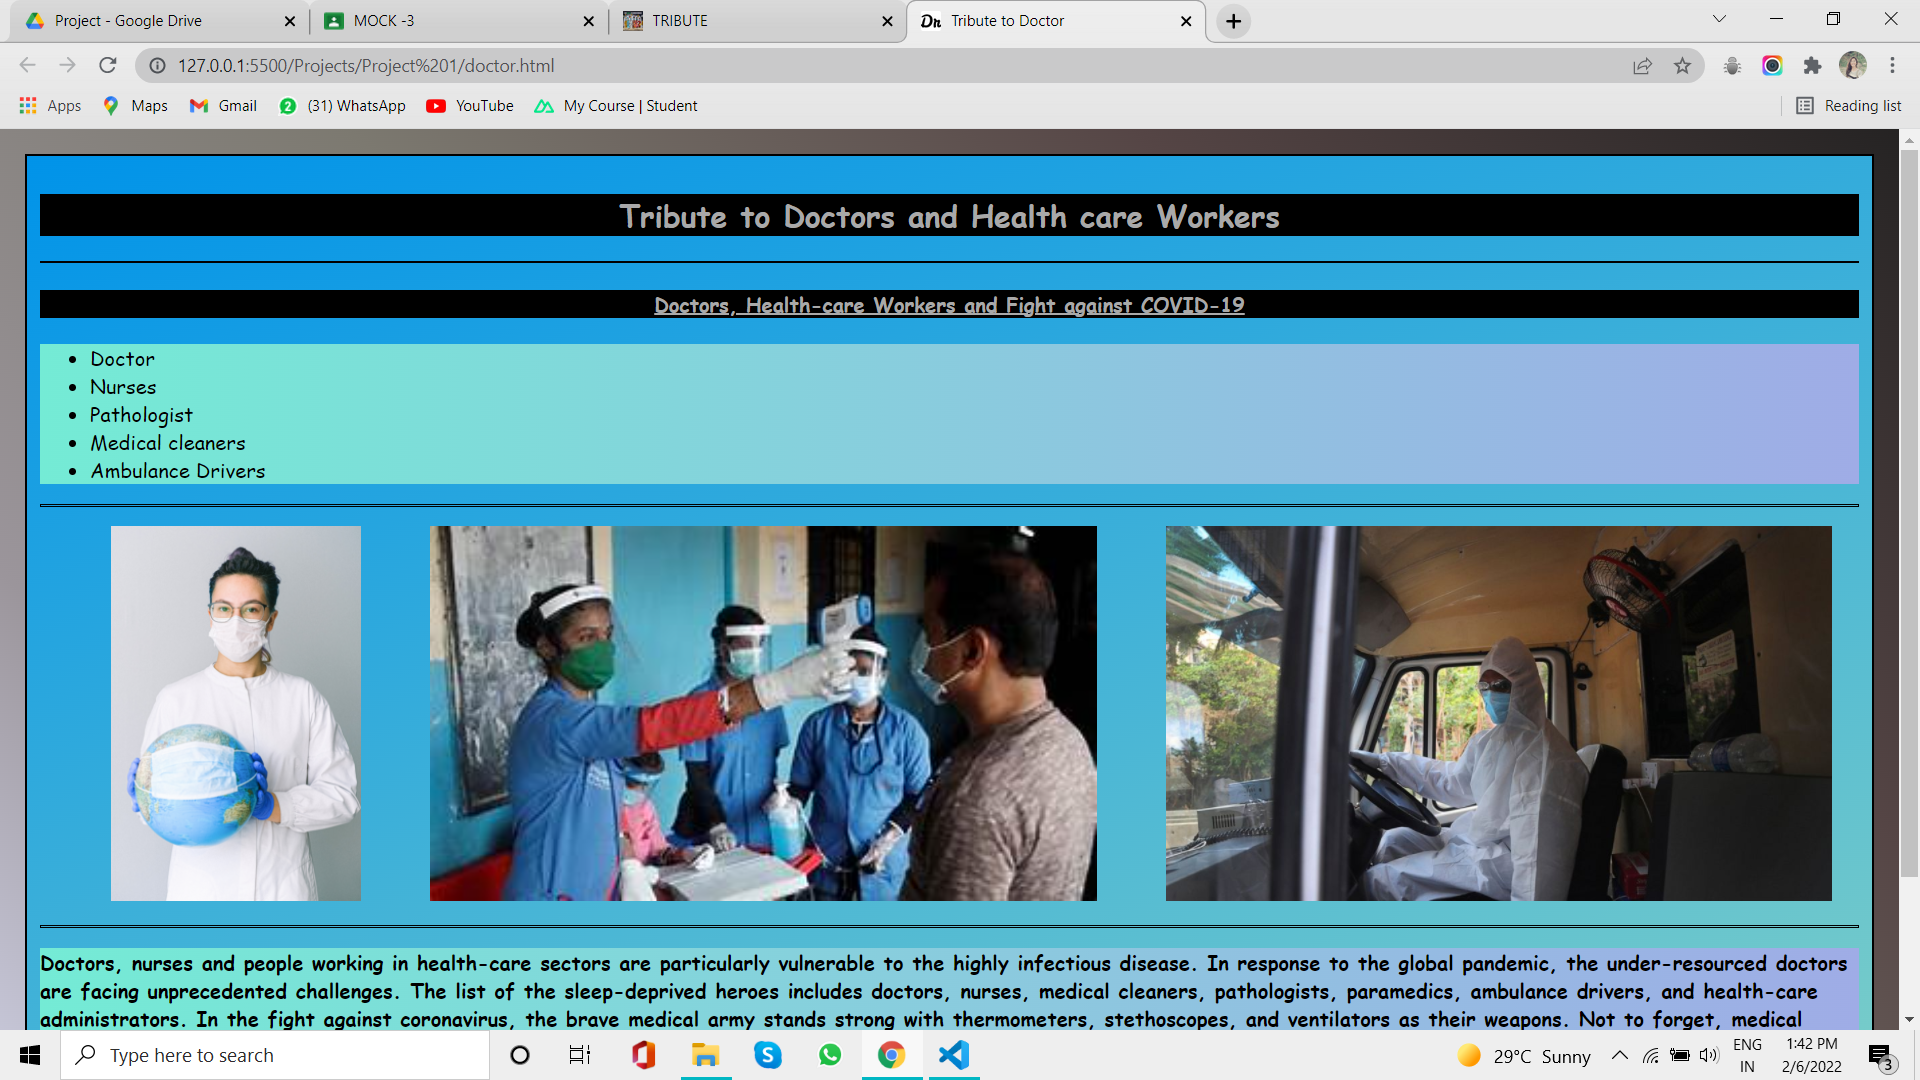 Project - Google Drive
MOCK -3
TRIBUTE
Dr Tribute to Doctor
127.0.0.1:5500/Projects/Project%201/doctor.html
Apps
Maps
Gmail
2 (31) WhatsApp
YouTube
My Course | Student
Reading list
Tribute to Doctors and Health care Workers
Doctors, Health-care Workers and Fight against COVID-19
• Doctor
• Nurses
• Pathologist
• Medical cleaners
• Ambulance Drivers
Doctors, nurses and people working in health-care sectors are particularly vulnerable to the highly infectious disease. In response to the global pandemic, the under-resourced doctors
are facing unprecedented challenges. The list of the sleep-deprived heroes includes doctors, nurses, medical cleaners, pathologists, paramedics, ambulance drivers, and health-care
administrators. In the fight against coronavirus, the brave medical army stands strong with thermometers, stethoscopes, and ventilators as their weapons. Not to forget, medical
Type here to search
29°C Sunny
ENG
IN
1:42 PM
2/6/2022
3